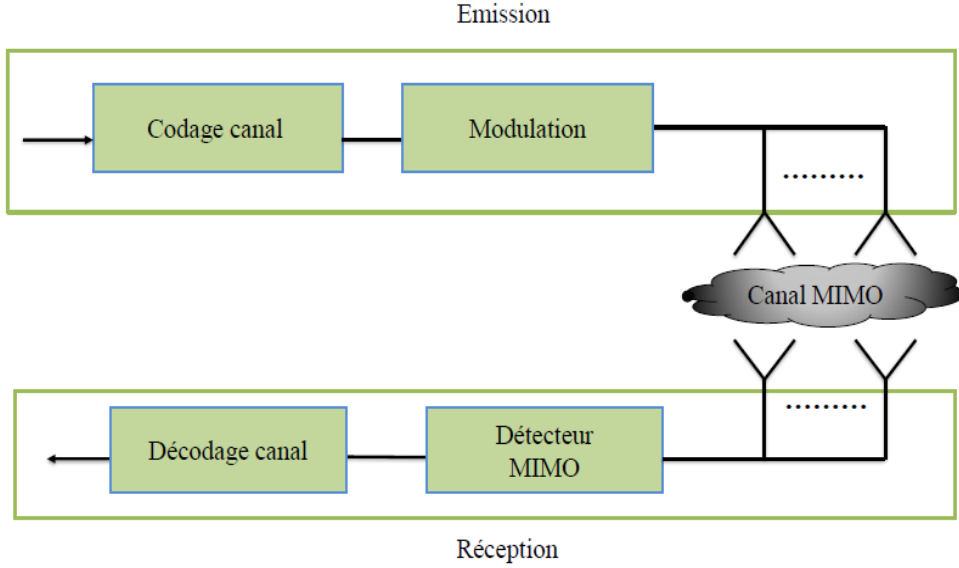 Emission
Codage canal
Modulation
.........
Canal MIMO
.........
Décodage canal
Détecteur
MIMO
Réception